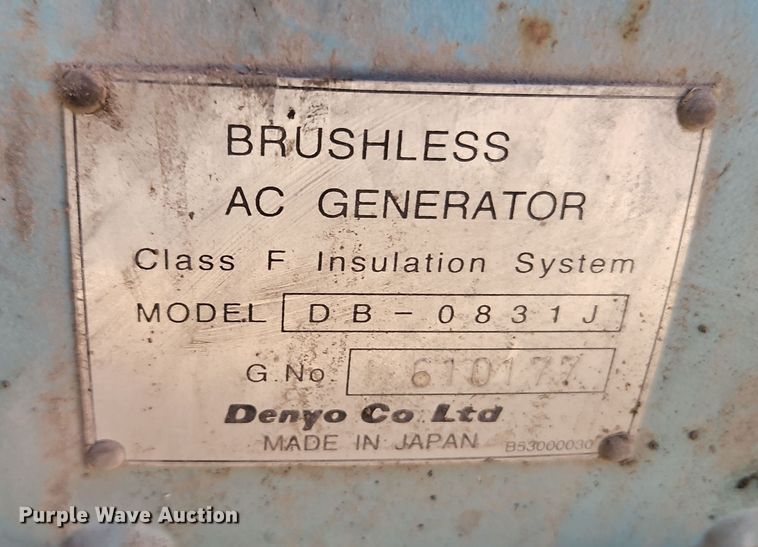 BRUSHLESS
AC GENERATOR
Class F Insulation System
MODEL DB-0831J
G.No. 610177
Denyo Co Ltd
MADE IN JAPAN B53000030
Purple Wave Auction